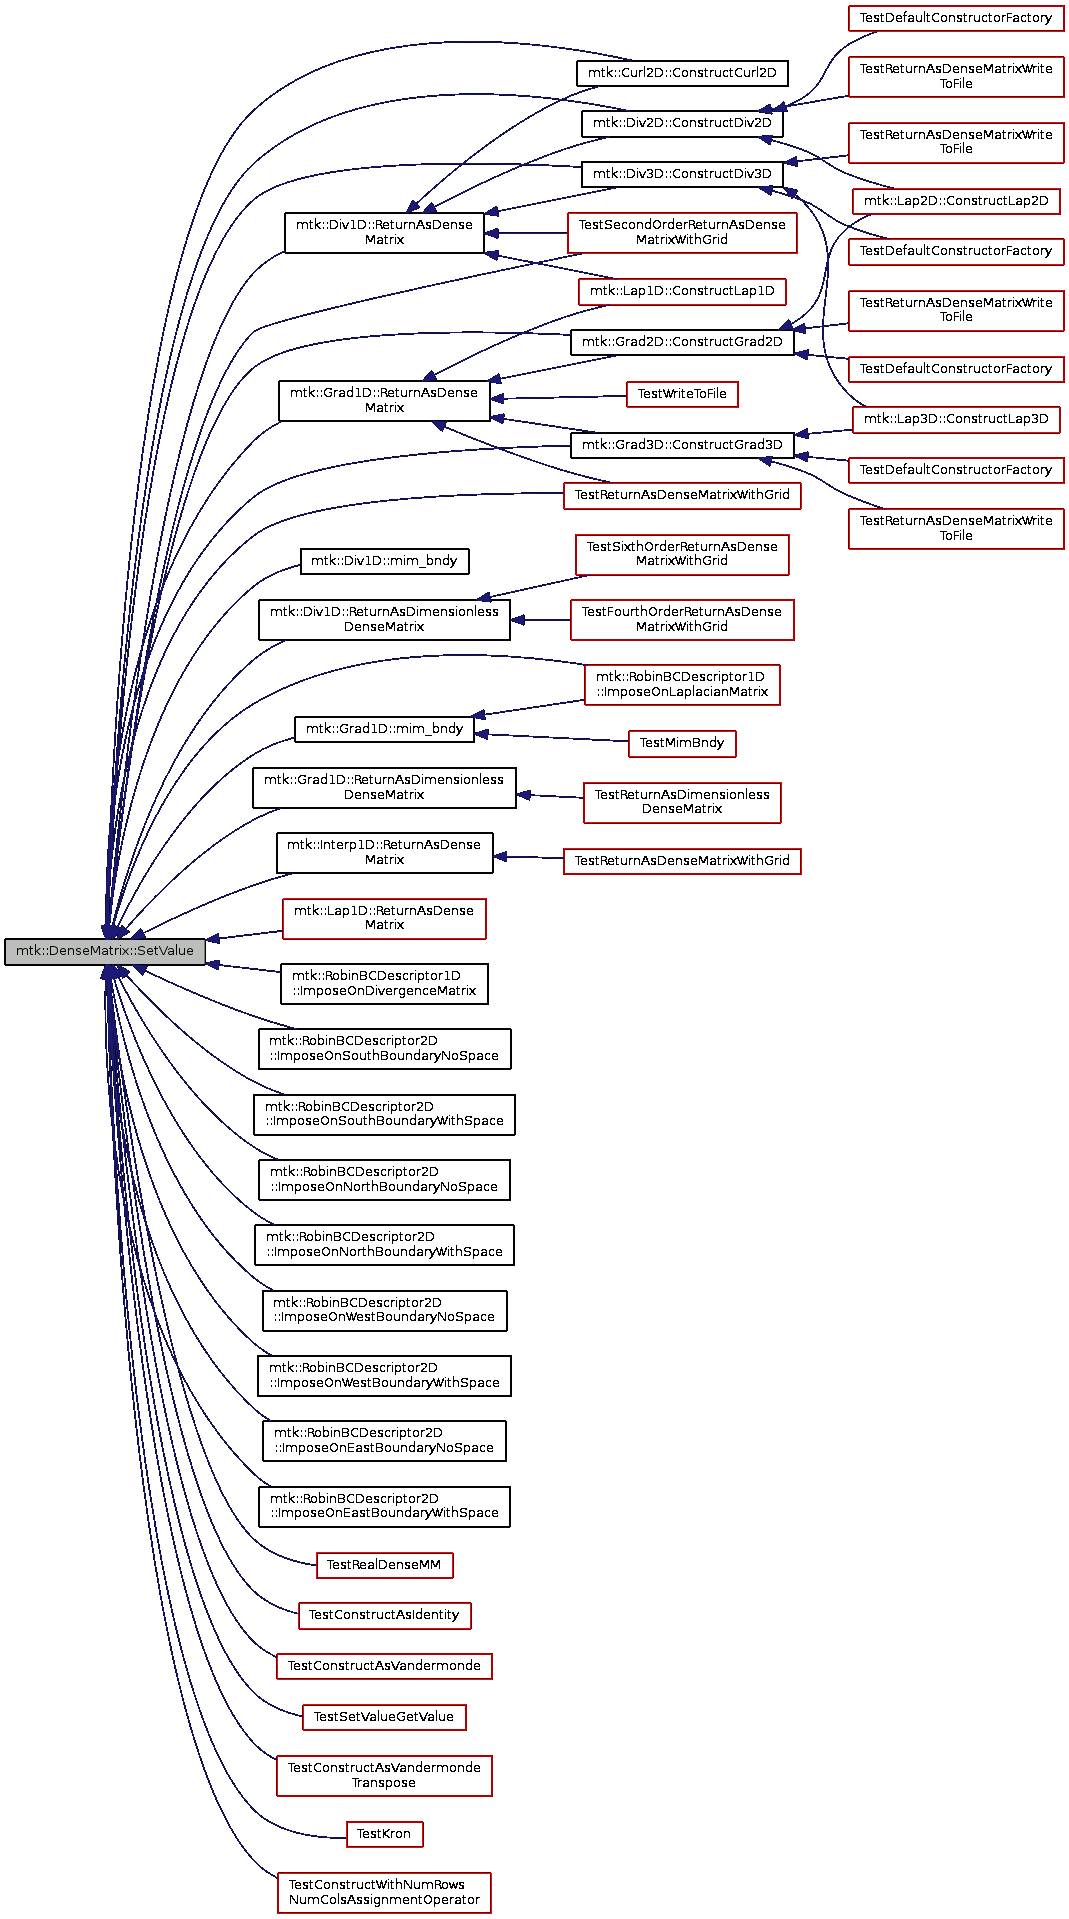 TestDefaultConstructorFactory
mtk::Curl2D::ConstructCurl2D
TestReturnAsDenseMatrixWrite
ToFile
mtk::Div2D::ConstructDiv2D
TestReturnAsDenseMatrixWrite
ToFile
mtk::Div3D::ConstructDiv3D
mtk::Lap2D::ConstructLap2D
mtk::Div1D::ReturnAsDense
Matrix
TestSecondOrderReturnAsDense
MatrixWithGrid
TestDefaultConstructorFactory
mtk::Lap1D::ConstructLap1D
TestReturnAsDenseMatrixWrite
ToFile
mtk::Grad2D::ConstructGrad2D
TestDefaultConstructorFactory
mtk::Grad1D::ReturnAsDense
Matrix
TestWriteToFile
mtk::Lap3D::ConstructLap3D
mtk::Grad3D::ConstructGrad3D
TestDefaultConstructorFactory
TestReturnAsDenseMatrixWithGrid
TestReturnAsDenseMatrixWrite
ToFile
mtk::Div1D::mim_bndy
TestSixthOrderReturnAsDense
MatrixWithGrid
mtk::Div1D::ReturnAsDimensionless
DenseMatrix
TestFourthOrderReturnAsDense
MatrixWithGrid
mtk::RobinBCDescriptor1D
::ImposeOnLaplacianMatrix
mtk::Grad1D::mim_bndy
TestMimBndy
mtk::Grad1D::ReturnAsDimensionless
DenseMatrix
TestReturnAsDimensionless
DenseMatrix
mtk::Interp1D::ReturnAsDense
Matrix
TestReturnAsDenseMatrixWithGrid
mtk::Lap1D::ReturnAsDense
Matrix
mtk::DenseMatrix::SetValue
mtk::RobinBCDescriptor1D
::ImposeOnDivergenceMatrix
mtk::RobinBCDescriptor2D
::ImposeOnSouthBoundaryNoSpace
mtk::RobinBCDescriptor2D
::ImposeOnSouthBoundaryWithSpace
mtk::RobinBCDescriptor2D
::ImposeOnNorthBoundaryNoSpace
mtk::RobinBCDescriptor2D
::ImposeOnNorthBoundaryWithSpace
mtk::RobinBCDescriptor2D
::ImposeOnWestBoundaryNoSpace
mtk::RobinBCDescriptor2D
::ImposeOnWestBoundaryWithSpace
mtk::RobinBCDescriptor2D
::ImposeOnEastBoundaryNoSpace
mtk::RobinBCDescriptor2D
::ImposeOnEastBoundaryWithSpace
TestRealDenseMM
TestConstructAsIdentity
TestConstructAsVandermonde
TestSetValueGetValue
TestConstructAsVandermonde
Transpose
TestKron
TestConstructWithNumRows
NumColsAssignmentOperator